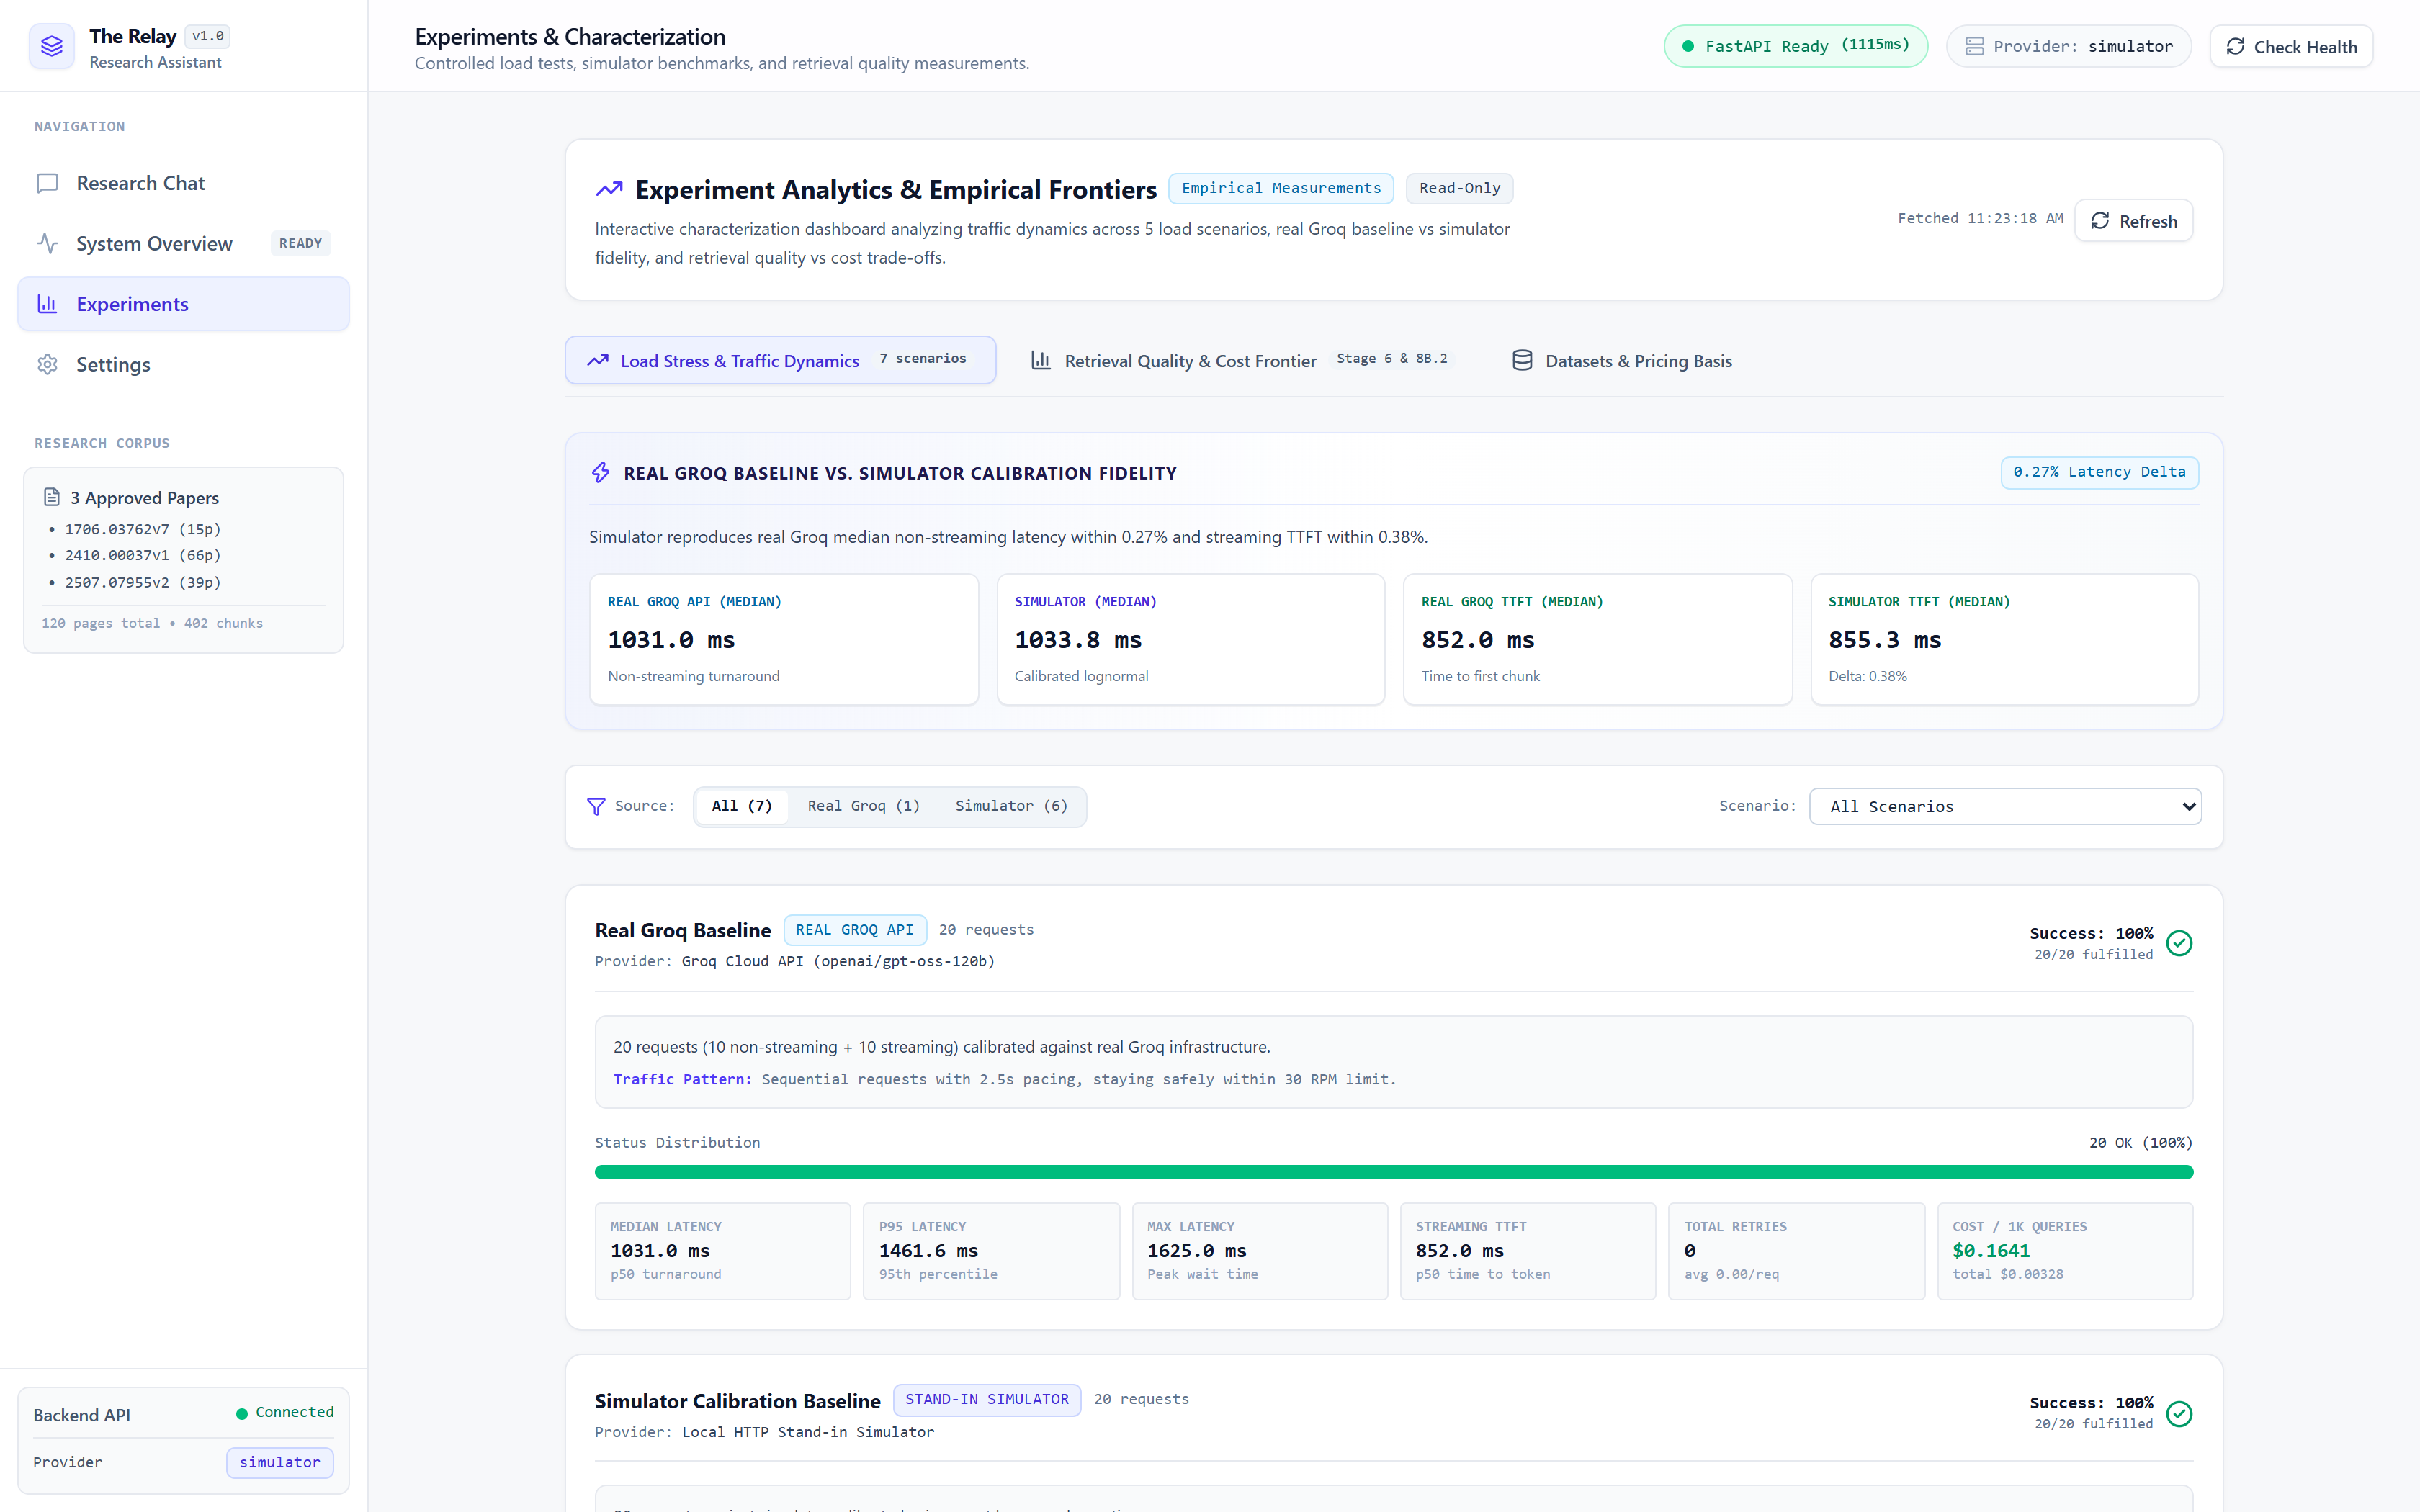 The Relay v1.0
Research Assistant
NAVIGATION
Research Chat
System Overview READY
Experiments
Settings
RESEARCH CORPUS
3 Approved Papers
• 1706.03762v7 (15p)
• 2410.00037v1 (66p)
• 2507.07955v2 (39p)
120 pages total • 402 chunks
Backend API Connected
Provider simulator
Experiments & Characterization
Controlled load tests, simulator benchmarks, and retrieval quality measurements.
FastAPI Ready (1115ms)
Provider: simulator
Check Health
Experiment Analytics & Empirical Frontiers Empirical Measurements Read-Only
Interactive characterization dashboard analyzing traffic dynamics across 5 load scenarios, real Groq baseline vs simulator
fidelity, and retrieval quality vs cost trade-offs.
Fetched 11:23:18 AM Refresh
Load Stress & Traffic Dynamics 7 scenarios
Retrieval Quality & Cost Frontier Stage 6 & 8B.2
Datasets & Pricing Basis
REAL GROQ BASELINE VS. SIMULATOR CALIBRATION FIDELITY
0.27% Latency Delta
Simulator reproduces real Groq median non-streaming latency within 0.27% and streaming TTFT within 0.38%.
REAL GROQ API (MEDIAN)
1031.0 ms
Non-streaming turnaround
SIMULATOR (MEDIAN)
1033.8 ms
Calibrated lognormal
REAL GROQ TTFT (MEDIAN)
852.0 ms
Time to first chunk
SIMULATOR TTFT (MEDIAN)
855.3 ms
Delta: 0.38%
Source: All (7) Real Groq (1) Simulator (6)
Scenario: All Scenarios
Real Groq Baseline REAL GROQ API 20 requests
Provider: Groq Cloud API (openai/gpt-oss-120b)
Success: 100%
20/20 fulfilled
20 requests (10 non-streaming + 10 streaming) calibrated against real Groq infrastructure.
Traffic Pattern: Sequential requests with 2.5s pacing, staying safely within 30 RPM limit.
Status Distribution 20 OK (100%)
MEDIAN LATENCY
1031.0 ms
p50 turnaround
P95 LATENCY
1461.6 ms
95th percentile
MAX LATENCY
1625.0 ms
Peak wait time
STREAMING TTFT
852.0 ms
p50 time to token
TOTAL RETRIES
0
avg 0.00/req
COST / 1K QUERIES
$0.1641
total $0.00328
Simulator Calibration Baseline STAND-IN SIMULATOR 20 requests
Provider: Local HTTP Stand-in Simulator
Success: 100%
20/20 fulfilled